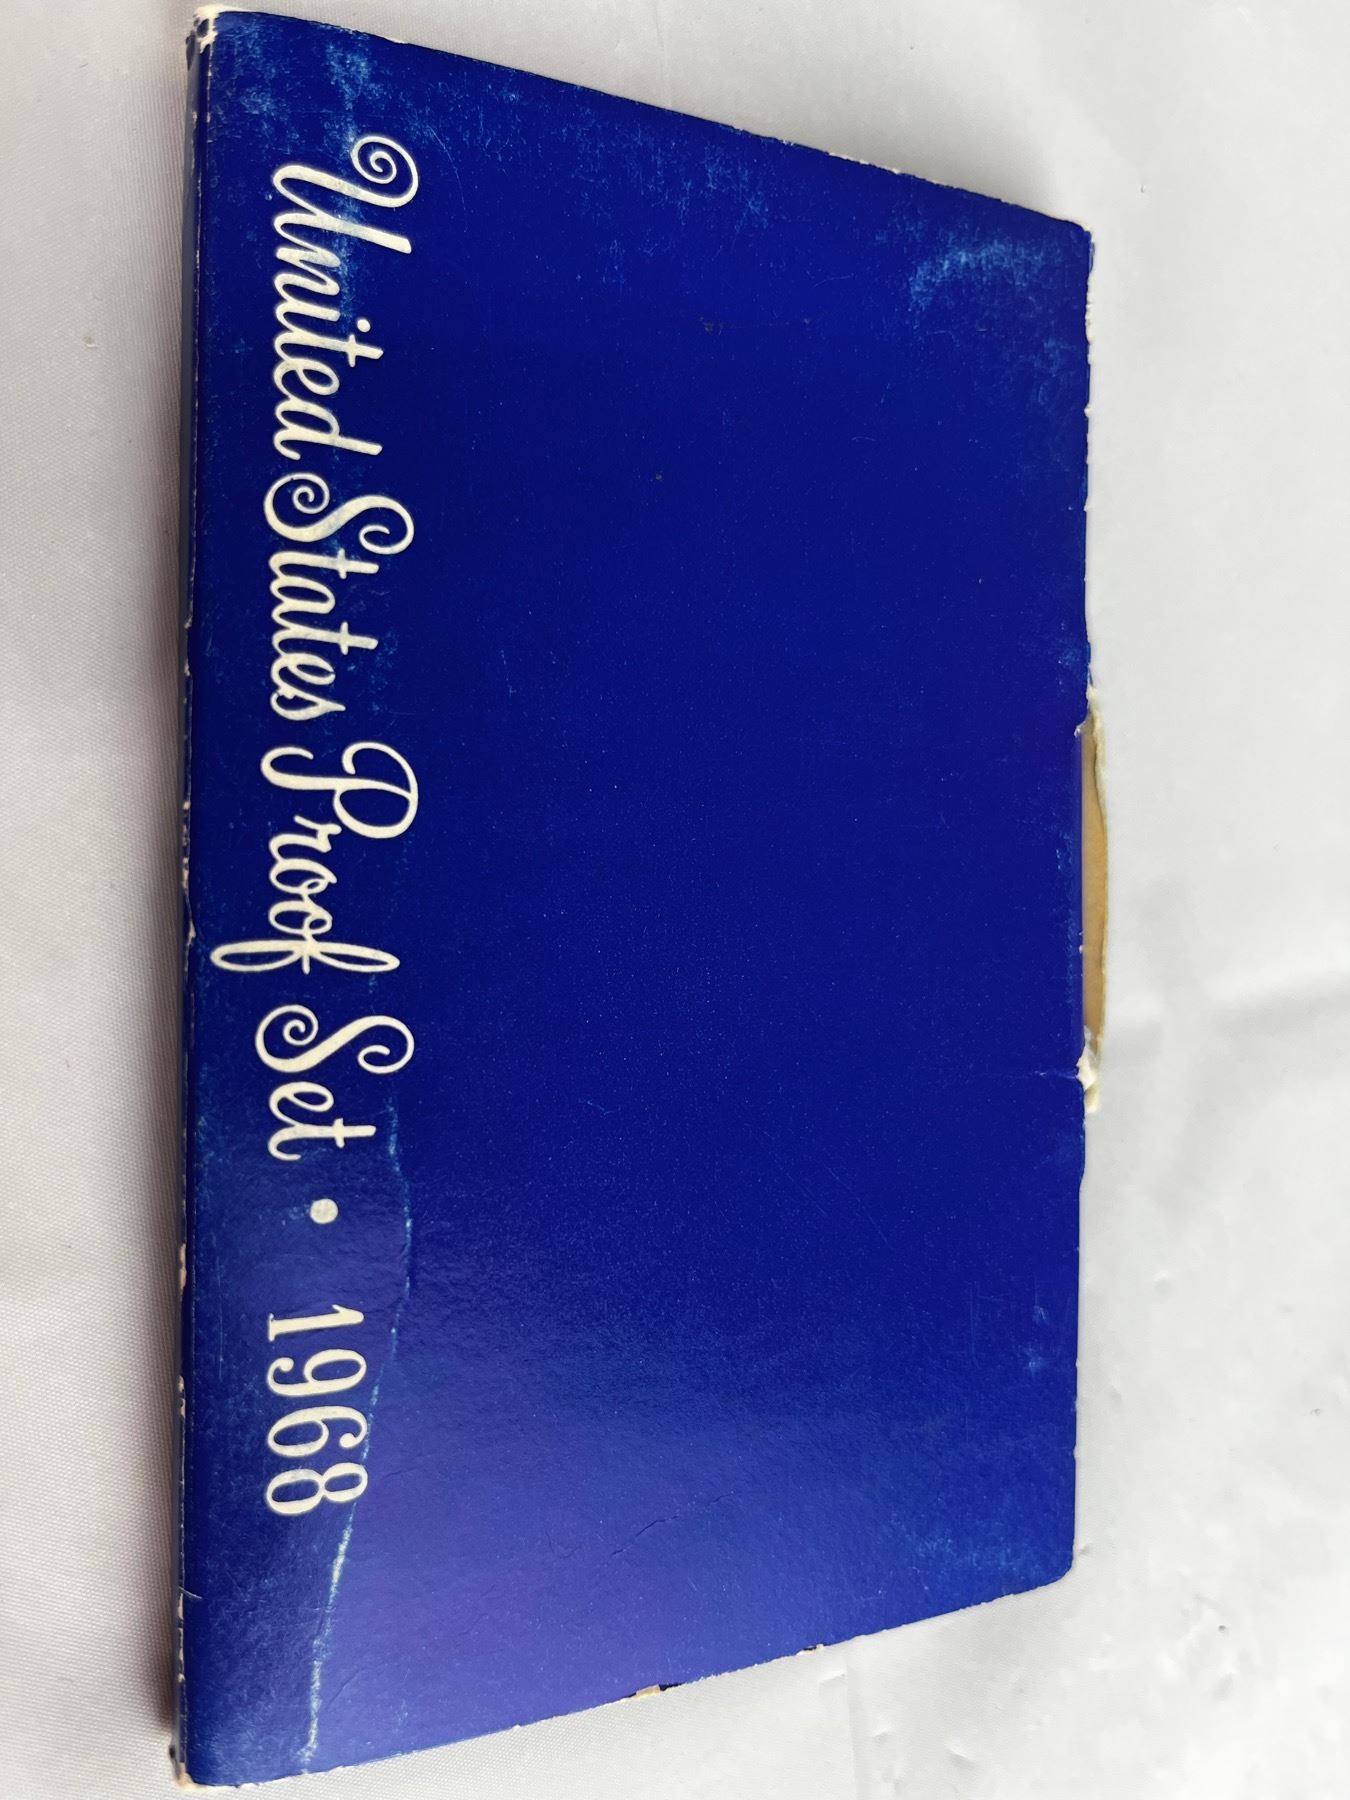 United States Proof Set • 1968